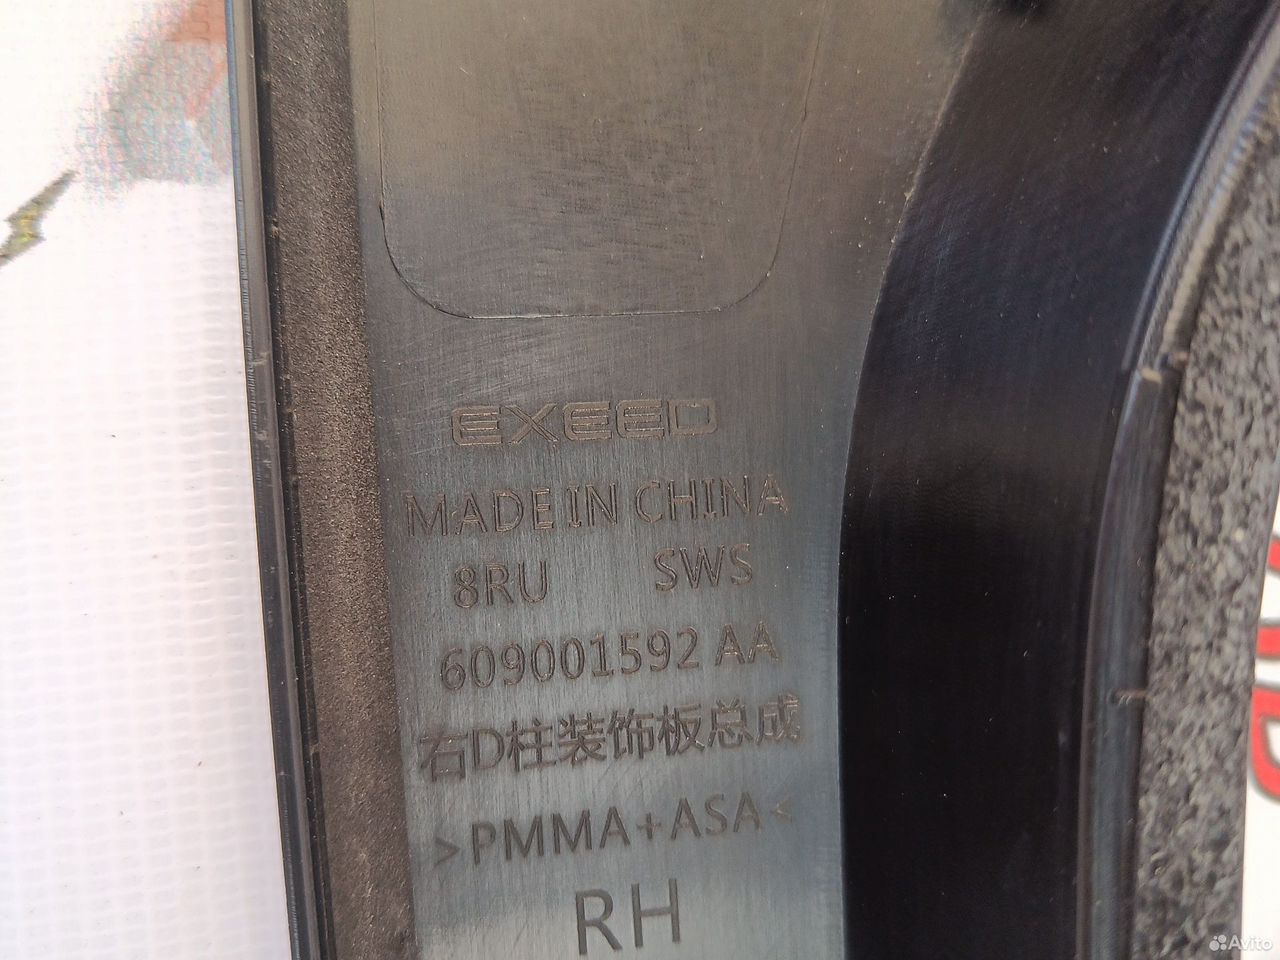 EXEED
MADE IN CHINA
8RU SWS
609001592 AA
右D柱装饰板总成
>PMMA+ASA<
RH
Avito